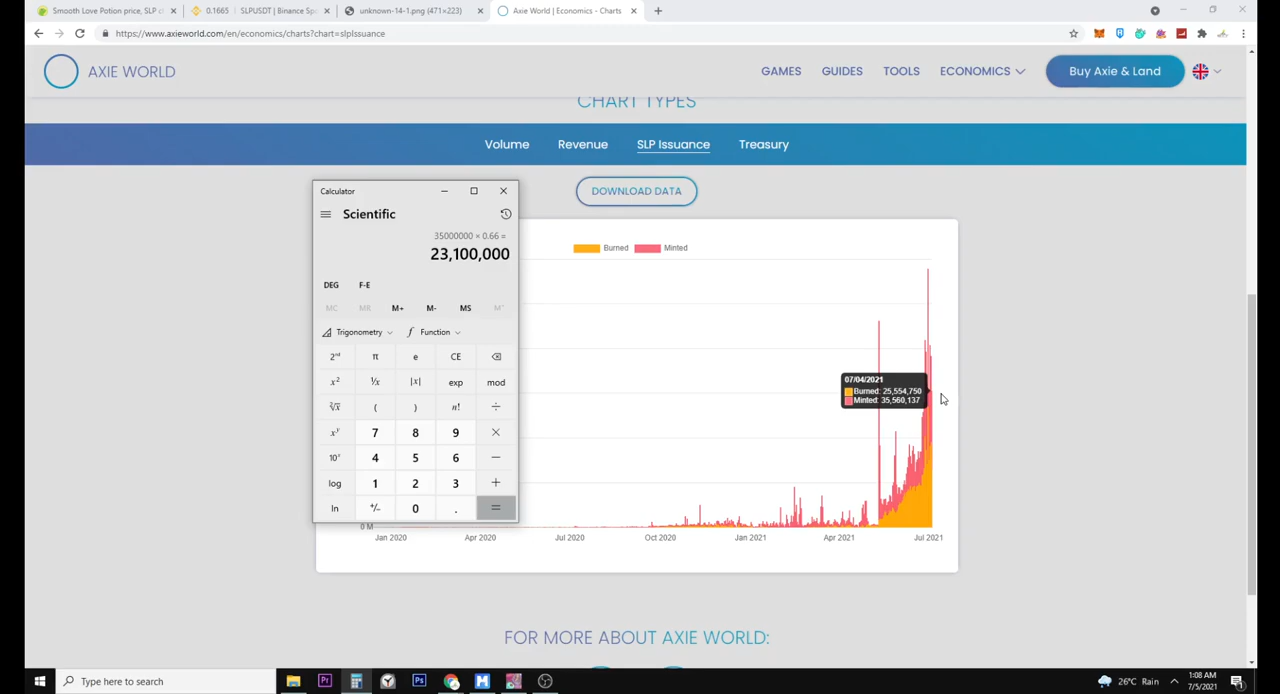 Smooth Love Potion price, SLP c
0.1665 | SLPUSDT | Binance Sp
unknown-14-1.png (471×223)
Axie World | Economics - Charts
https://www.axieworld.com/en/economics/charts?chart=slpIssuance
AXIE WORLD
GAMES
GUIDES
TOOLS
ECONOMICS
Buy Axie & Land
CHART TYPES
Volume
Revenue
SLP Issuance
Treasury
DOWNLOAD DATA
Calculator
Scientific
35000000 × 0.66 =
23,100,000
DEG
F-E
MC
MR
M+
M-
MS
Trigonometry
Function
2ⁿᵈ
π
e
CE
x²
¹/x
|x|
exp
mod
(
)
n!
÷
7
8
9
×
10ˣ
4
5
6
−
log
1
2
3
+
ln
+/−
0
.
=
Burned
Minted
07/04/2021
Burned: 25,554,750
Minted: 35,560,137
0 M
Jan 2020
Apr 2020
Jul 2020
Oct 2020
Jan 2021
Apr 2021
Jul 2021
FOR MORE ABOUT AXIE WORLD:
Type here to search
Pr
Ps
26°C Rain
1:08 AM
7/5/2021